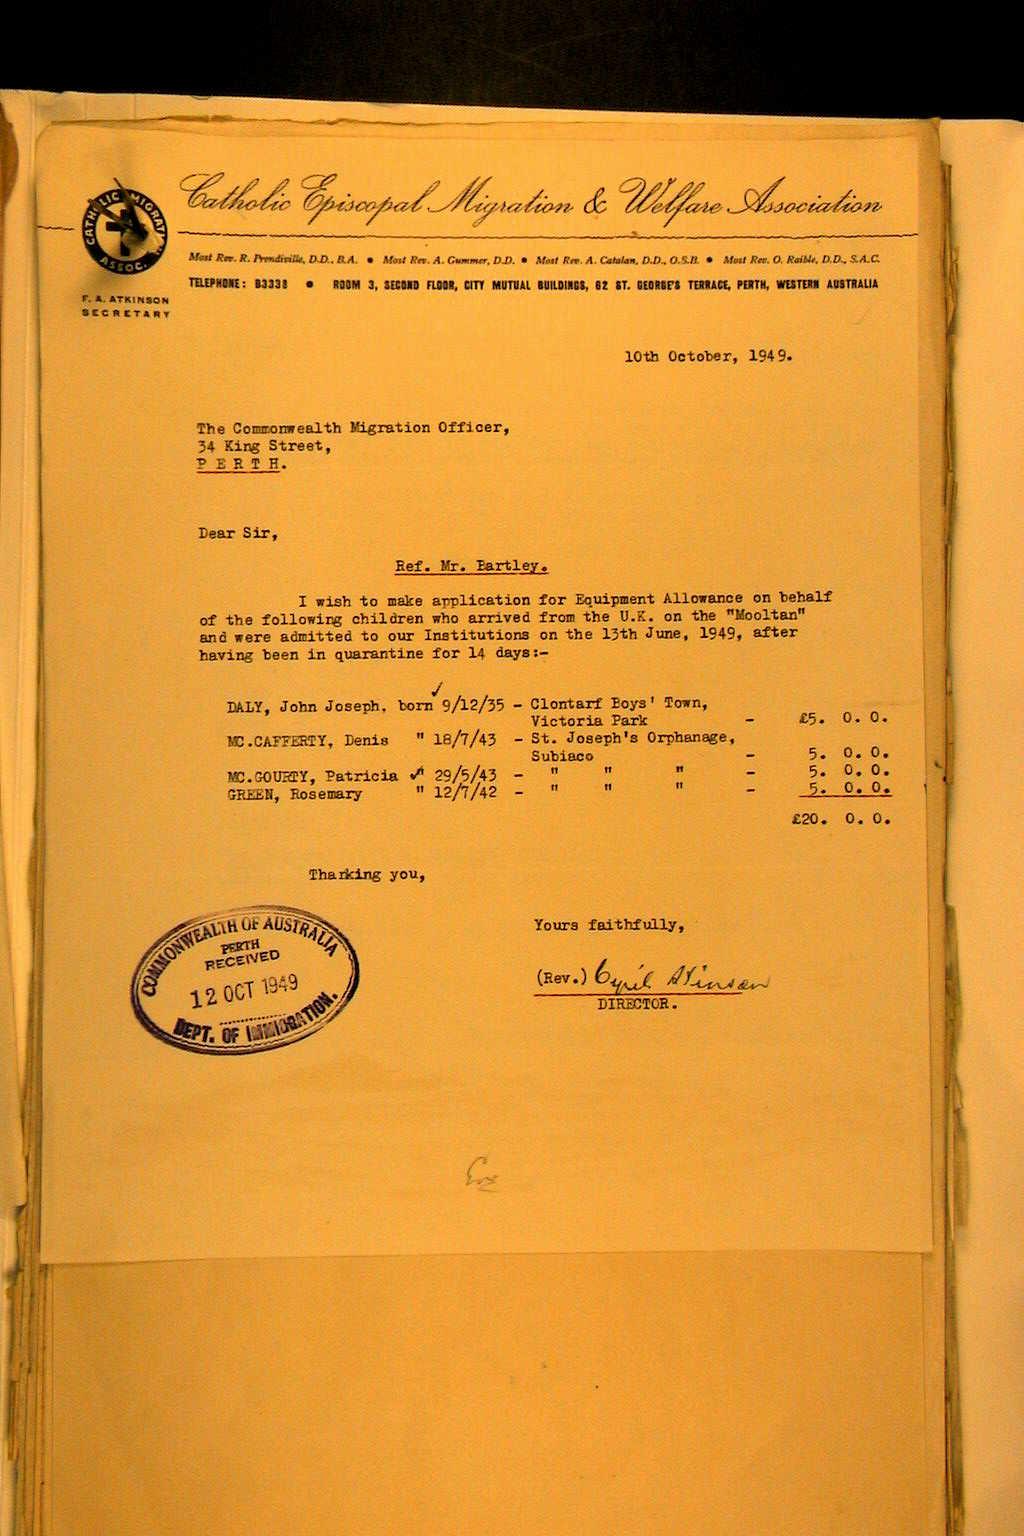 Catholic Episcopal Migration & Welfare Association
CATHOLIC MIGRAT
ASSOC.
Most Rev. R. Prendiville, D.D., B.A. ● Most Rev. A. Gummer, D.D. ● Most Rev. A. Catalan, D.D., O.S.B. ● Most Rev. O. Raible, D.D., S.A.C.
TELEPHONE: B3338 ● ROOM 3, SECOND FLOOR, CITY MUTUAL BUILDINGS, 62 ST. GEORGE'S TERRACE, PERTH, WESTERN AUSTRALIA
F. A. ATKINSON
SECRETARY
10th October, 1949.
The Commonwealth Migration Officer,
34 King Street,
P E R T H.
Dear Sir,
Ref. Mr. Bartley.
I wish to make application for Equipment Allowance on behalf
of the following children who arrived from the U.K. on the "Mooltan"
and were admitted to our Institutions on the 13th June, 1949, after
having been in quarantine for 14 days:-
DALY, John Joseph. born 9/12/35 - Clontarf Boys' Town,
Victoria Park - £5. 0. 0.
MC.CAFFERTY, Denis " 18/7/43 - St. Joseph's Orphanage,
Subiaco - 5. 0. 0.
MC.GOURTY, Patricia " 29/5/43 - " " " - 5. 0. 0.
GREEN, Rosemary " 12/7/42 - " " " - 5. 0. 0.
£20. 0. 0.
Thanking you,
Yours faithfully,
(Rev.) Cyril Stinson
DIRECTOR.
COMMONWEALTH OF AUSTRALIA
PERTH
RECEIVED
12 OCT 1949
DEPT. OF IMMIGRATION.